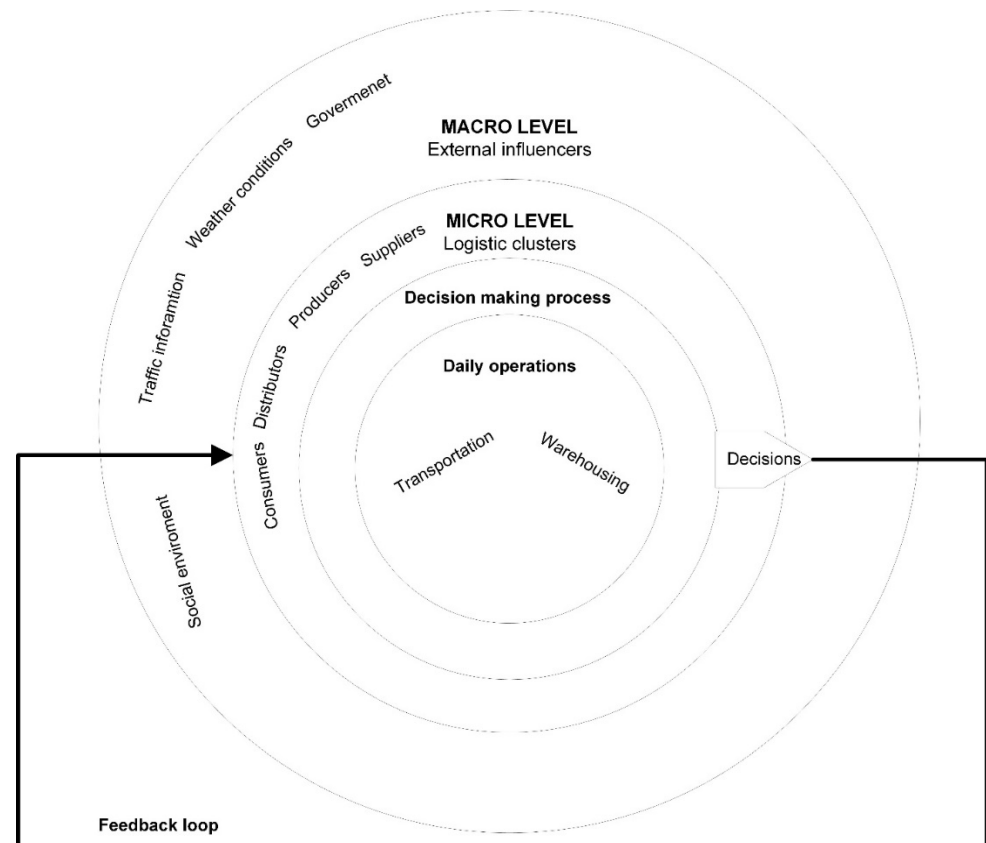 Govermenet
Weather conditions
Traffic inforamtion
Social enviroment
MACRO LEVEL
External influencers
MICRO LEVEL
Logistic clusters
Suppliers
Producers
Distributors
Consumers
Decision making process
Daily operations
Transportation
Warehousing
Decisions
Feedback loop